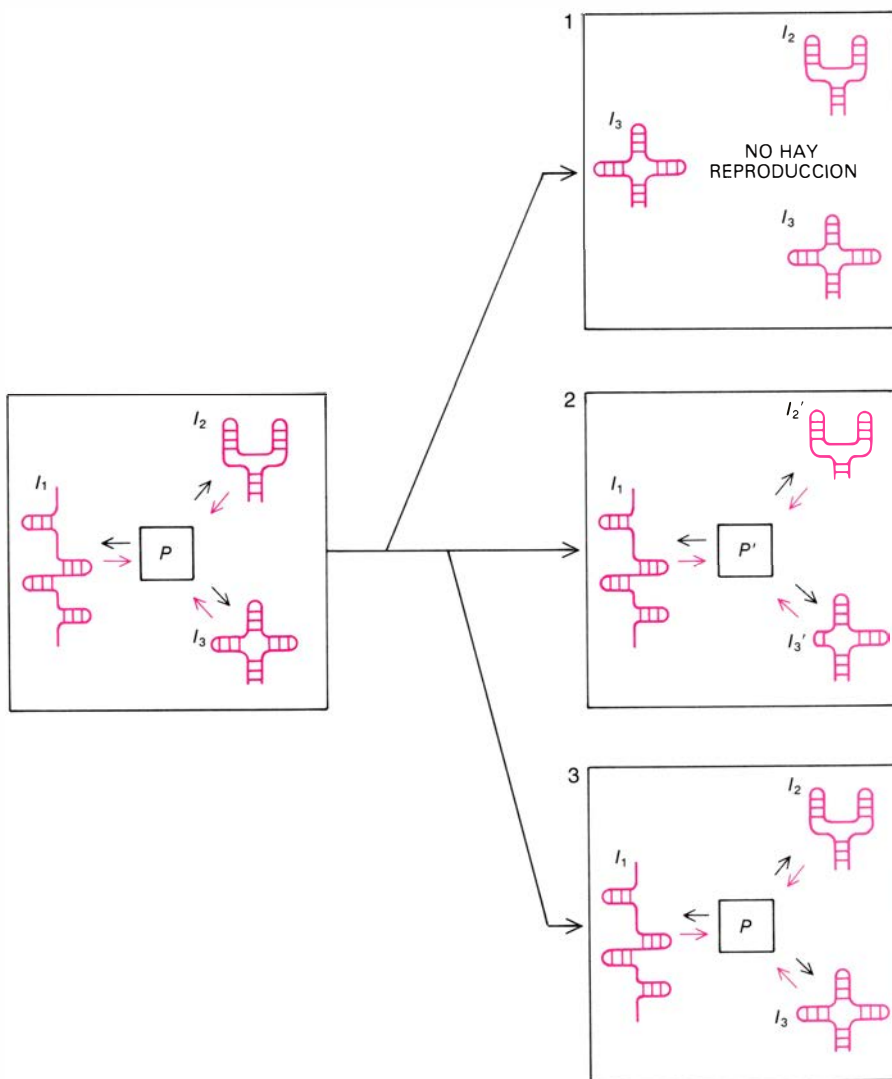 1
I₂
I₃
NO HAY
REPRODUCCION
I₃
I₂
I₁
P
I₃
2
I₂'
I₁
P'
I₃'
3
I₂
I₁
P
I₃